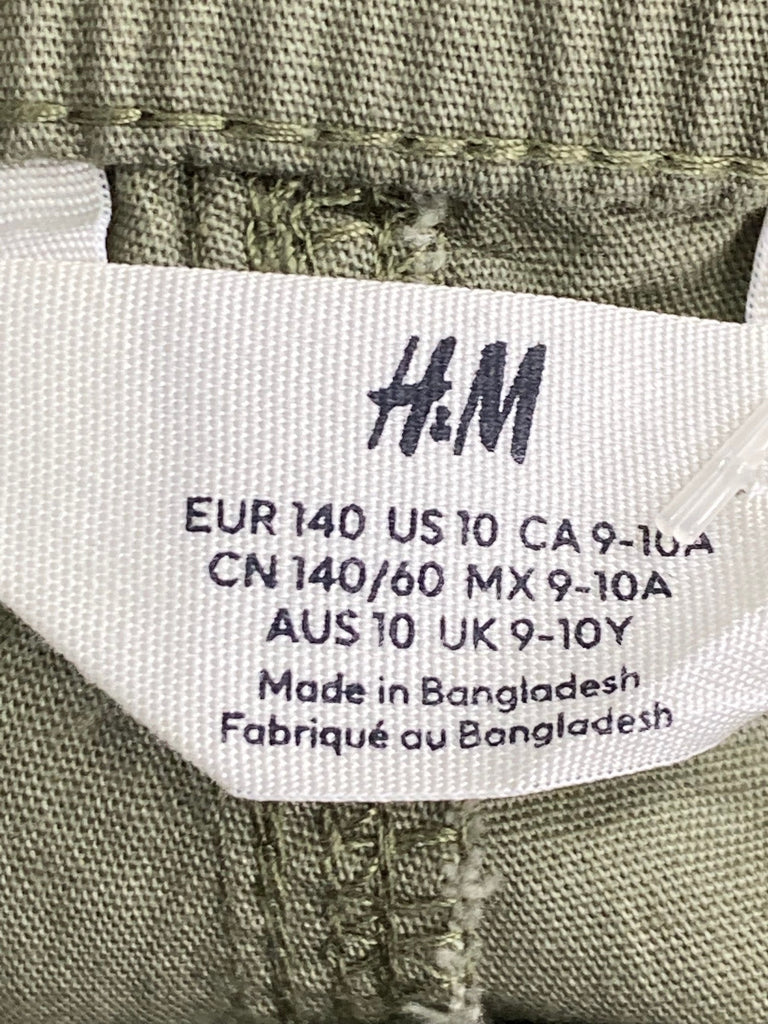 H&M
EUR 140 US 10 CA 9-10A
CN 140/60 MX 9-10A
AUS 10 UK 9-10Y
Made in Bangladesh
Fabriqué au Bangladesh